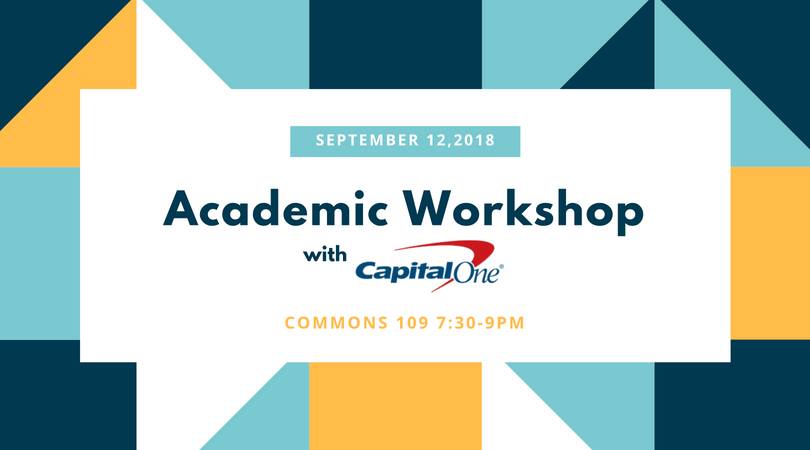 SEPTEMBER 12,2018
Academic Workshop
with CapitalOne®
COMMONS 109 7:30-9PM